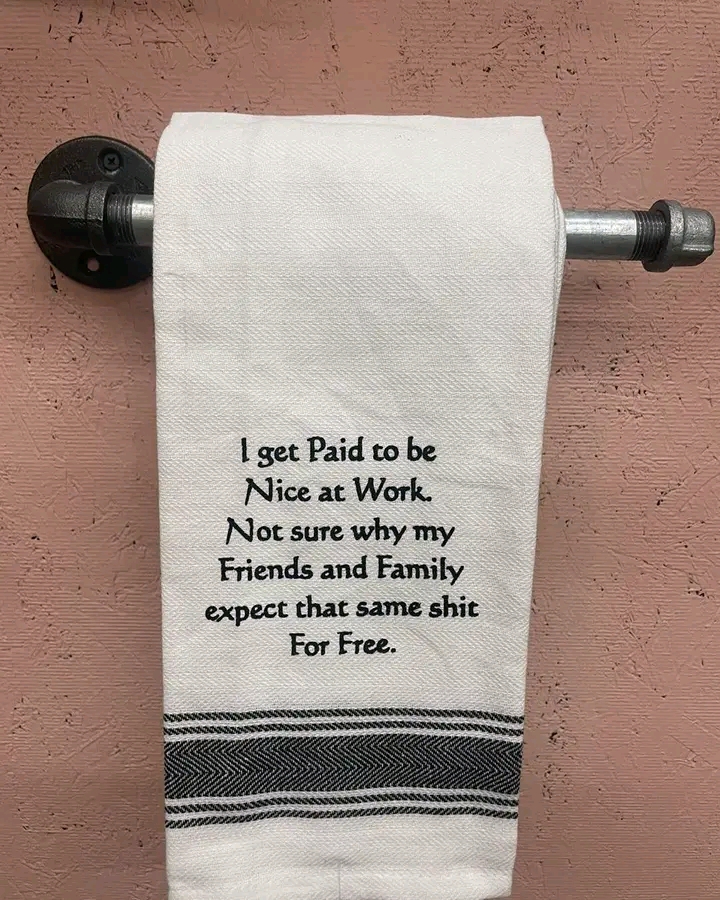 I get Paid to be
Nice at Work.
Not sure why my
Friends and Family
expect that same shit
For Free.